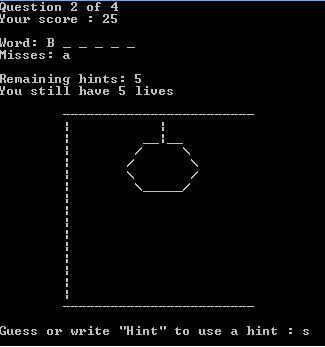 Question 2 of 4
Your score : 25
Word: B _ _ _ _ _
Misses: a
Remaining hints: 5
You still have 5 lives
Guess or write "Hint" to use a hint : s